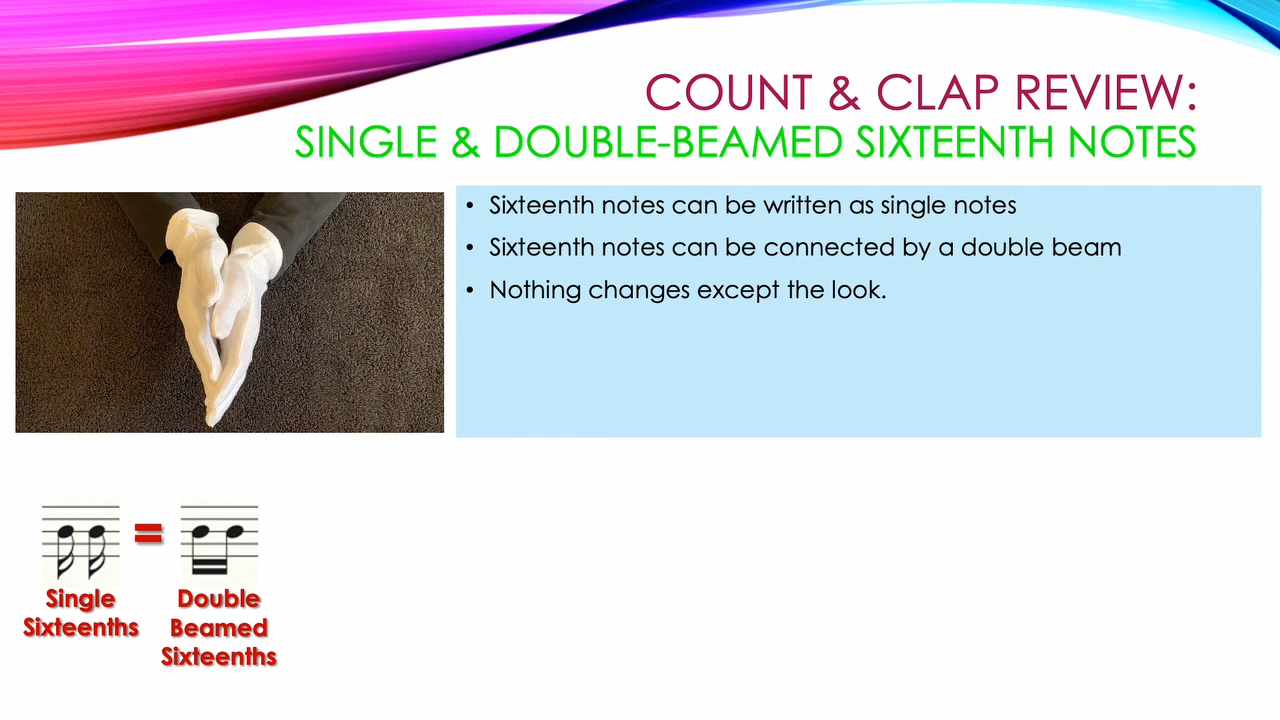 COUNT & CLAP REVIEW:
SINGLE & DOUBLE-BEAMED SIXTEENTH NOTES
• Sixteenth notes can be written as single notes
• Sixteenth notes can be connected by a double beam
• Nothing changes except the look.
=
Single
Sixteenths
Double
Beamed
Sixteenths